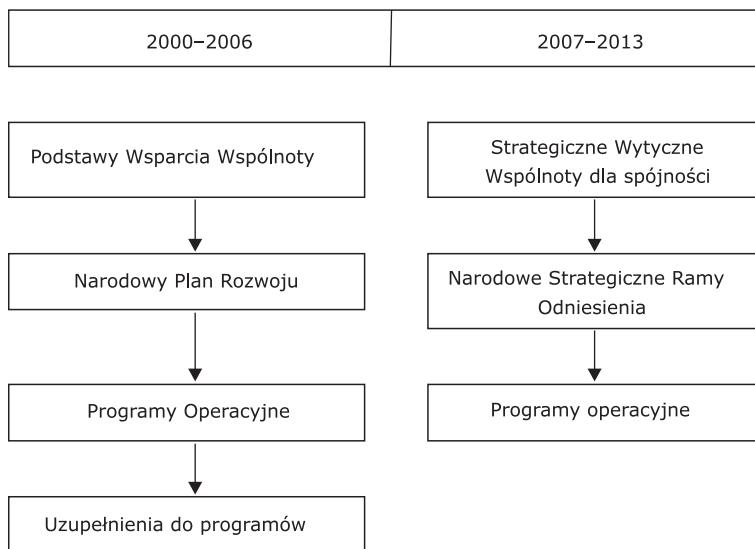 2000–2006
2007–2013
Podstawy Wsparcia Wspólnoty
Narodowy Plan Rozwoju
Programy Operacyjne
Uzupełnienia do programów
Strategiczne Wytyczne
Wspólnoty dla spójności
Narodowe Strategiczne Ramy
Odniesienia
Programy operacyjne